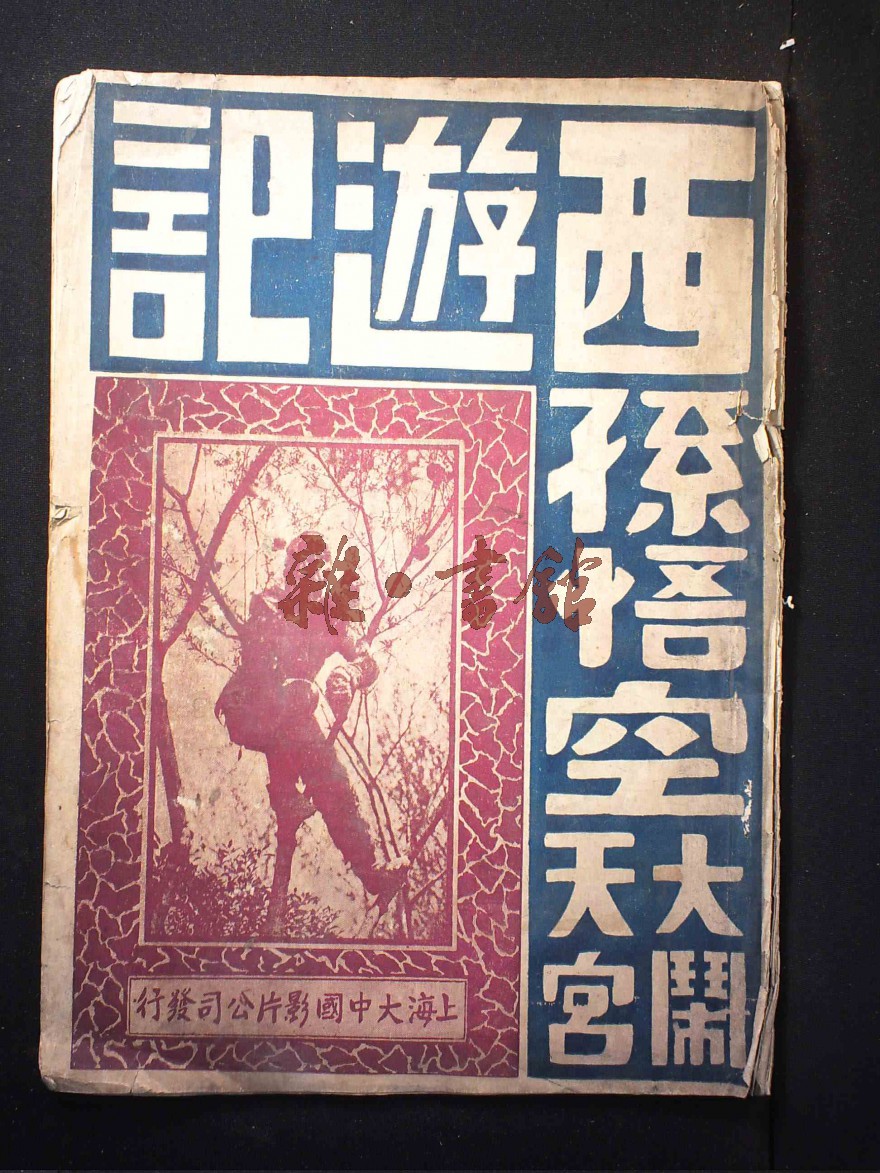 西遊記
孫悟空
大鬧
天宮
上海大中國影片公司發行
雜·書館